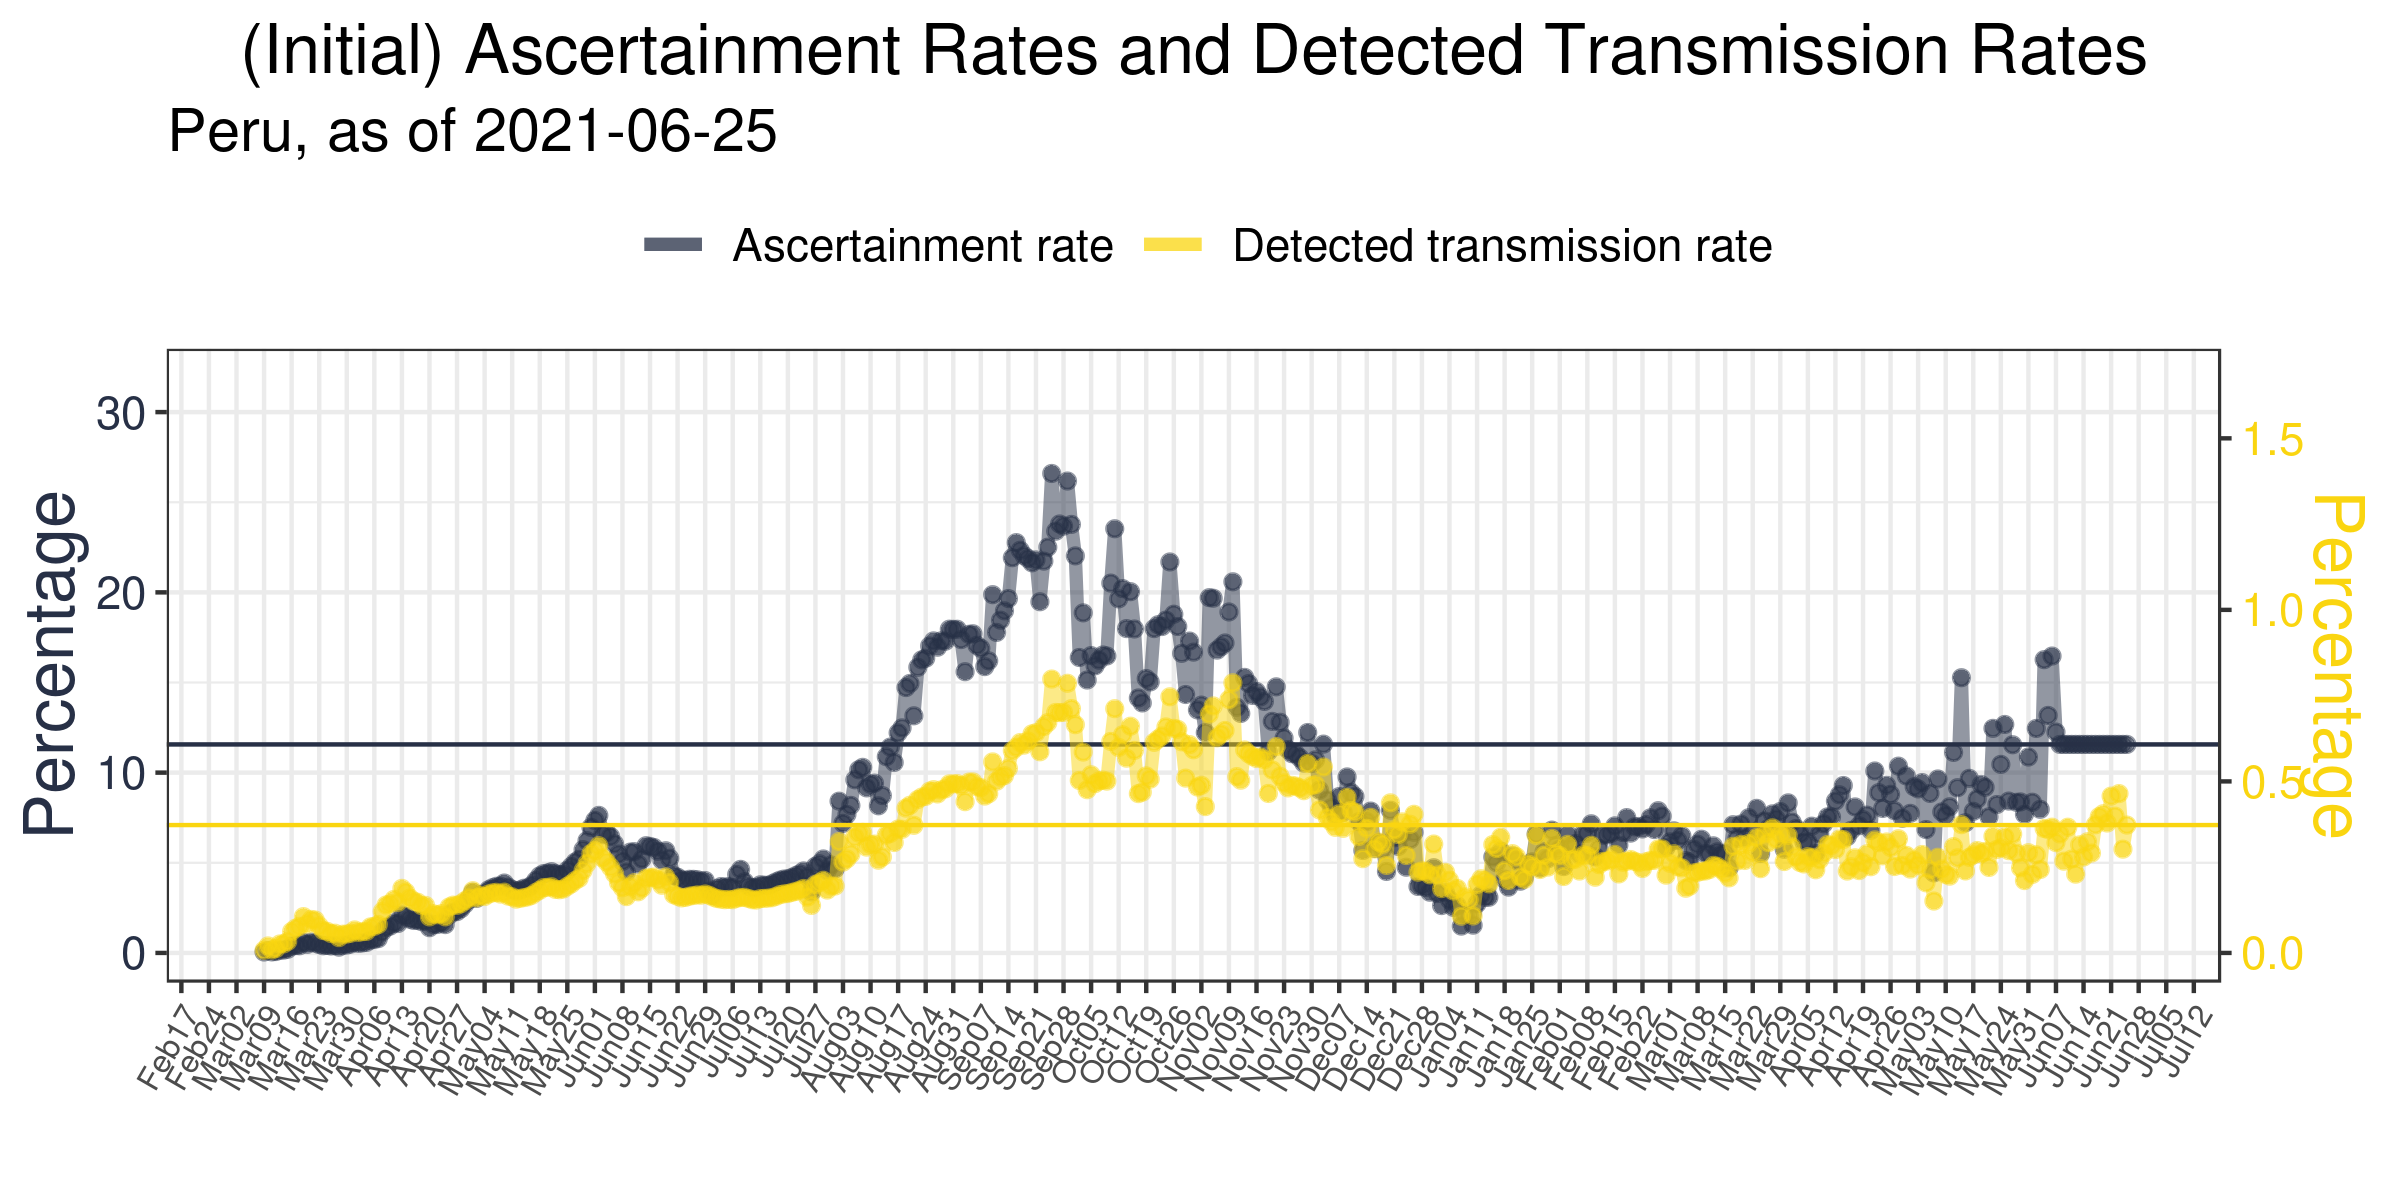 (Initial) Ascertainment Rates and Detected Transmission Rates
Peru, as of 2021-06-25
Ascertainment rate Detected transmission rate
Percentage
30
20
10
0
1.5
1.0
0.5
0.0
Percentage
Feb17 Feb24 Mar02 Mar09 Mar16 Mar23 Mar30 Apr06 Apr13 Apr20 Apr27 May04 May11 May18 May25 Jun01 Jun08 Jun15 Jun22 Jun29 Jul06 Jul13 Jul20 Jul27 Aug03 Aug10 Aug17 Aug24 Aug31 Sep07 Sep14 Sep21 Sep28 Oct05 Oct12 Oct19 Oct26 Nov02 Nov09 Nov16 Nov23 Nov30 Dec07 Dec14 Dec21 Dec28 Jan04 Jan11 Jan18 Jan25 Feb01 Feb08 Feb15 Feb22 Mar01 Mar08 Mar15 Mar22 Mar29 Apr05 Apr12 Apr19 Apr26 May03 May10 May17 May24 May31 Jun07 Jun14 Jun21 Jun28 Jul05 Jul12